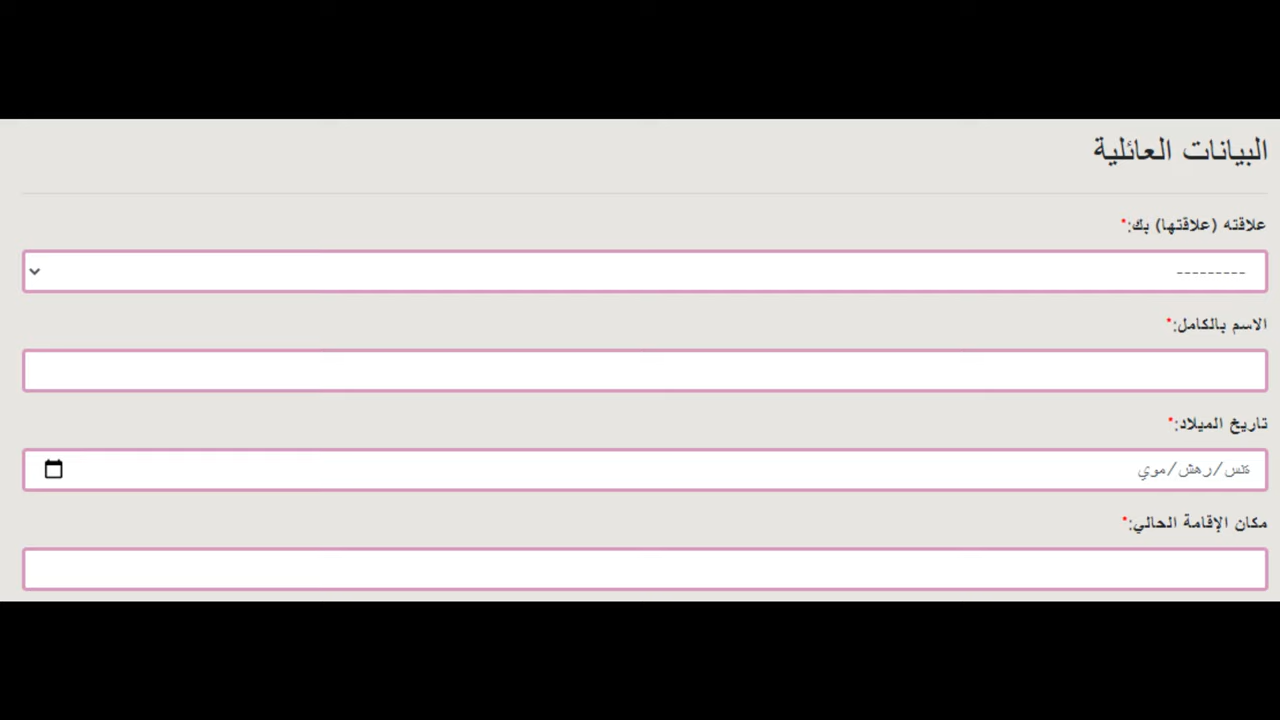 البيانات العائلية
علاقته (علاقتها) بك:*
---------
الاسم بالكامل:*
تاريخ الميلاد:*
يوم/شهر/سنة
مكان الإقامة الحالي:*